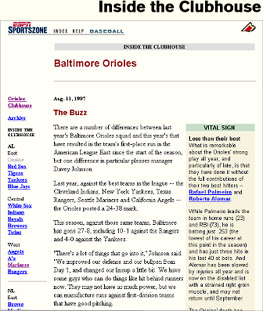 Inside the Clubhouse
ESPN
SPORTSZONE INDEX HELP BASEBALL
INSIDE THE CLUBHOUSE
Baltimore Orioles
Orioles
Clubhouse
Archive
INSIDE THE
CLUBHOUSE
AL
East
Orioles
Red Sox
Tigers
Yankees
Blue Jays
Central
White Sox
Indians
Royals
Brewers
Twins
West
Angels
A's
Mariners
Rangers
NL
East
Braves
Aug. 11, 1997
The Buzz
There are a number of differences between last
year's Baltimore Orioles squad and this year's that
have resulted in the team's first-place run in the
American League East since the start of the season,
but one difference in particular pleases manager
Davey Johnson.
Last year, against the best teams in the league -- the
Cleveland Indians, New York Yankees, Texas
Rangers, Seattle Mariners and California Angels --
the Orioles posted a 24-38 mark.
This season, against those same teams, Baltimore
has gone 27-8, including 10-1 against the Rangers
and 4-0 against the Yankees.
"There's a lot of things that go into it," Johnson said.
"We improved our defense and our bullpen from
Day 1, and changed our lineup a little bit. We have
some guys who can do things like hit behind runners
now. They may not have as much power, but we
can manufacture runs against first-division teams
that have good pitching.
VITAL SIGN
Less than their best
What is remarkable
about the Orioles' strong
play all year, and
particularly of late, is that
they have done it without
the full contributions of
their two best hitters --
Rafael Palmeiro and
Roberto Alomar.
While Palmeiro leads the
team in home runs (23)
and RBI (73), he is
batting just .253 (the
lowest of his career at
this point in the season)
and has just three hits in
his last 40 at bats. And
Alomar has been slowed
by injuries all year and is
now on the disabled list
with a strained right groin
muscle, and may not
return until September.